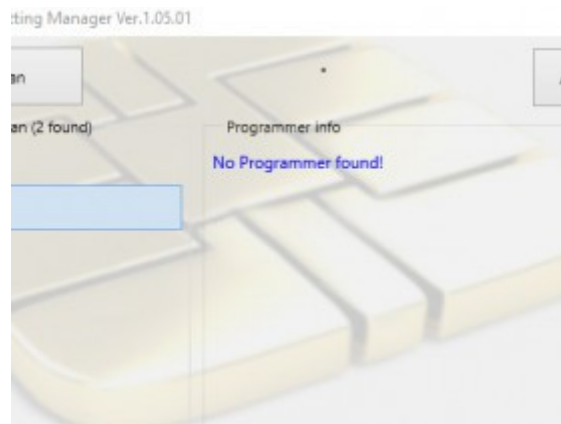 tting Manager Ver.1.05.01
an
an (2 found)
Programmer info
No Programmer found!